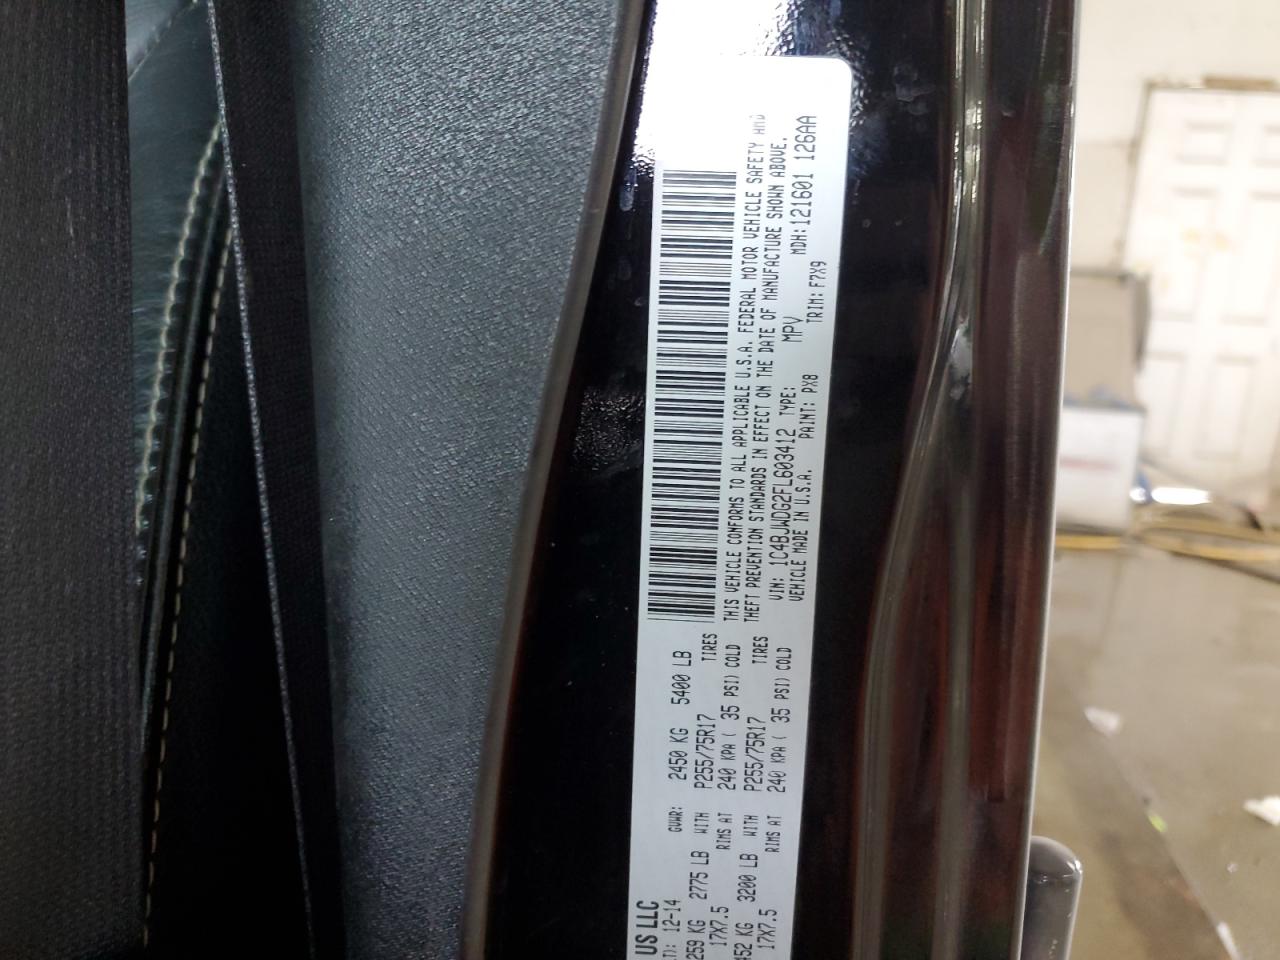 US LLC
12-14 GVWR: 2450 KG 5400 LB
259 KG 2775 LB WITH P255/75R17 TIRES
17X7.5 RIMS AT 240 KPA ( 35 PSI) COLD
452 KG 3200 LB WITH P255/75R17 TIRES
17X7.5 RIMS AT 240 KPA ( 35 PSI) COLD
THIS VEHICLE CONFORMS TO ALL APPLICABLE U.S.A. FEDERAL MOTOR VEHICLE SAFETY AND
THEFT PREVENTION STANDARDS IN EFFECT ON THE DATE OF MANUFACTURE SHOWN ABOVE.
VIN: 1C4BJWDG2FL603412 TYPE: MPV MDH: 121601 126AA
VEHICLE MADE IN U.S.A. PAINT: PX8 TRIM: F7X9